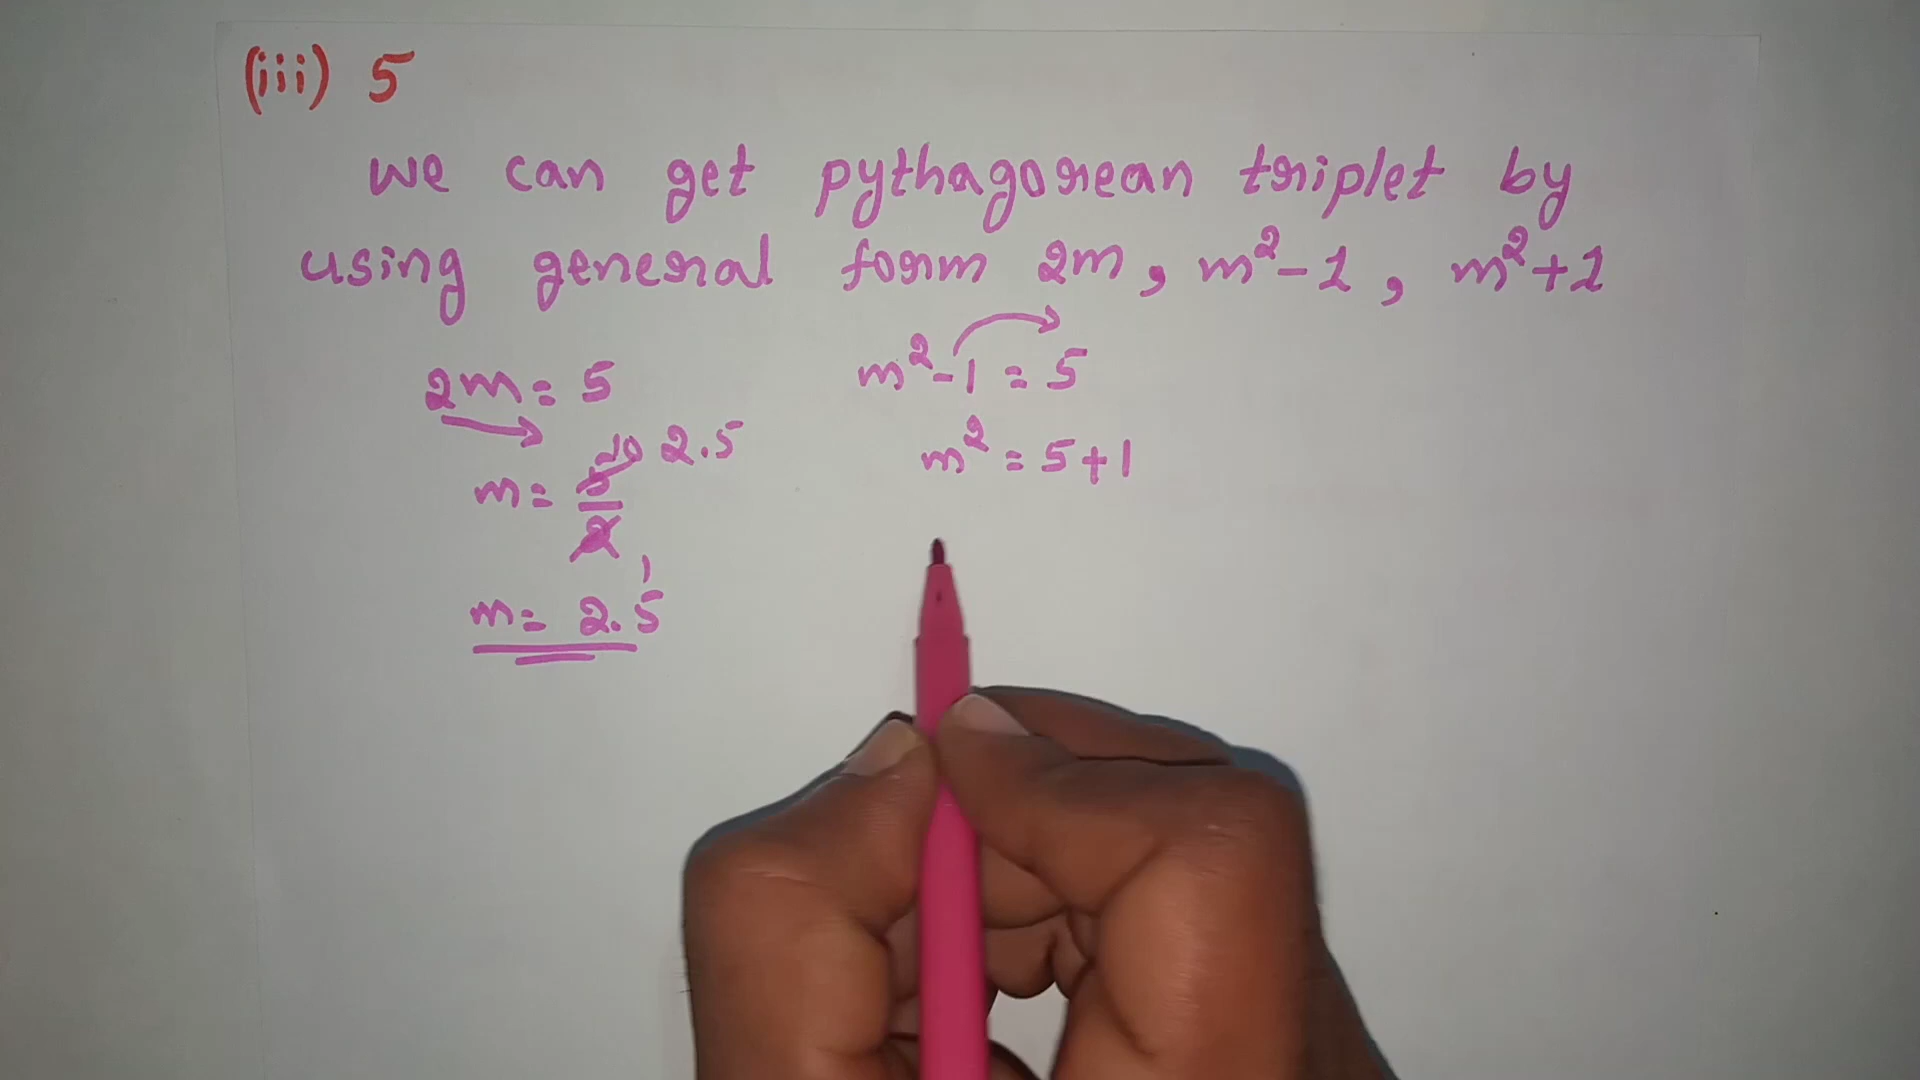 (iii) 5
we can get pythagorean triplet by
using general form 2m, m²-1, m²+1
2m = 5
m = 5/2 2.5
1
m = 2.5
m²-1 = 5
m² = 5+1